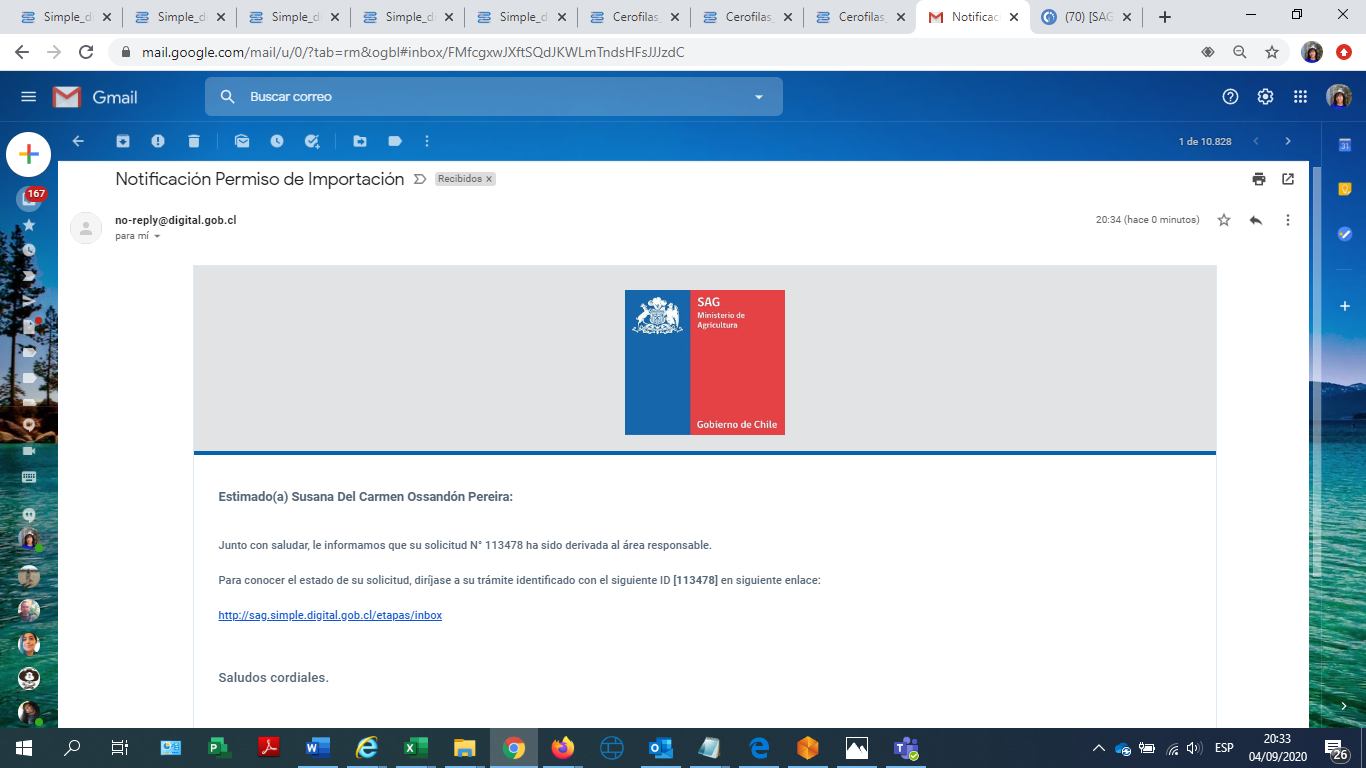 Simple_d
Simple_d
Simple_d
Simple_d
Simple_d
Cerofilas_
Cerofilas_
Cerofilas_
Notificac
(70) [SAG
mail.google.com/mail/u/0/?tab=rm&ogbl#inbox/FMfcgxwJXftSQdJKWLmTndsHFsJJJzdC
Gmail
Buscar correo
1 de 10.828
31
167
Notificación Permiso de Importación
Recibidos x
no-reply@digital.gob.cl
20:34 (hace 0 minutos)
para mí
SAG
Ministerio de
Agricultura
Gobierno de Chile
Estimado(a) Susana Del Carmen Ossandón Pereira:
Junto con saludar, le informamos que su solicitud N° 113478 ha sido derivada al área responsable.
Para conocer el estado de su solicitud, diríjase a su trámite identificado con el siguiente ID [113478] en siguiente enlace:
http://sag.simple.digital.gob.cl/etapas/inbox
Saludos cordiales.
ESP
20:33
04/09/2020
26